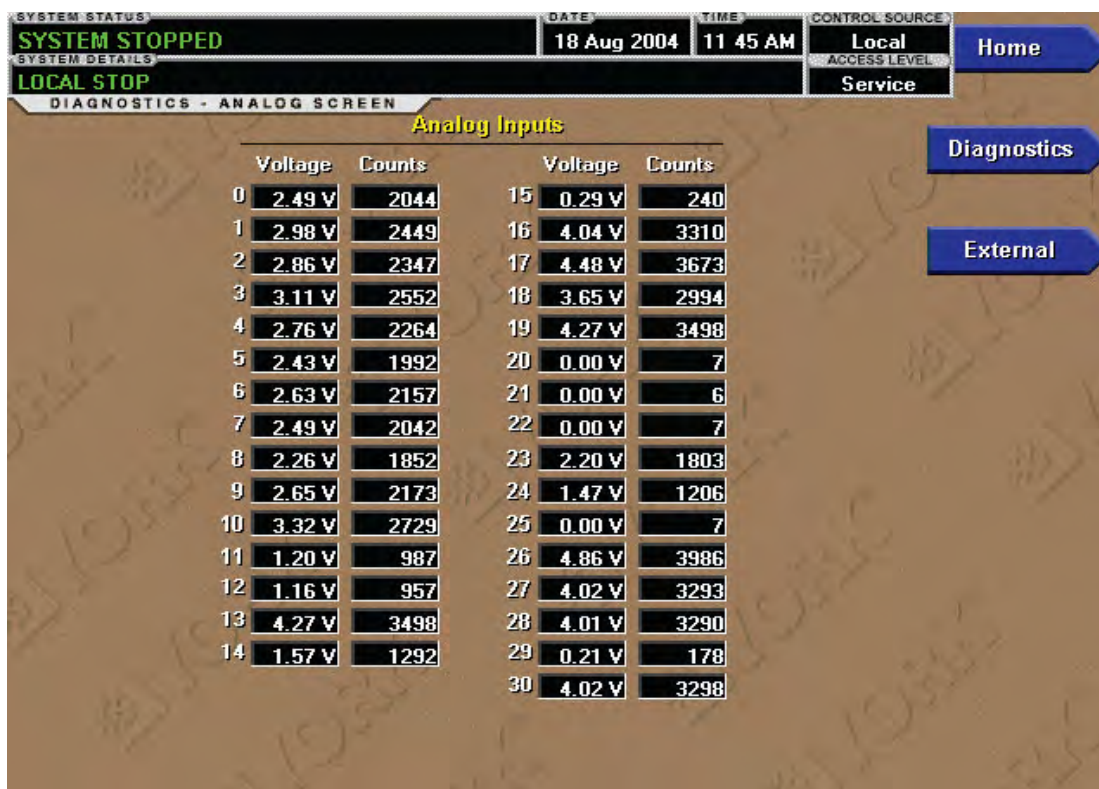 SYSTEM STATUS
SYSTEM STOPPED
SYSTEM DETAILS
LOCAL STOP
DATE
18 Aug 2004
TIME
11 45 AM
CONTROL SOURCE
Local
ACCESS LEVEL
Service
Home
Diagnostics
External
DIAGNOSTICS - ANALOG SCREEN
Analog Inputs
Voltage Counts
0 2.49 V 2044
1 2.98 V 2449
2 2.86 V 2347
3 3.11 V 2552
4 2.76 V 2264
5 2.43 V 1992
6 2.63 V 2157
7 2.49 V 2042
8 2.26 V 1852
9 2.65 V 2173
10 3.32 V 2729
11 1.20 V 987
12 1.16 V 957
13 4.27 V 3498
14 1.57 V 1292
Voltage Counts
15 0.29 V 240
16 4.04 V 3310
17 4.48 V 3673
18 3.65 V 2994
19 4.27 V 3498
20 0.00 V 7
21 0.00 V 6
22 0.00 V 7
23 2.20 V 1803
24 1.47 V 1206
25 0.00 V 7
26 4.86 V 3986
27 4.02 V 3293
28 4.01 V 3290
29 0.21 V 178
30 4.02 V 3298